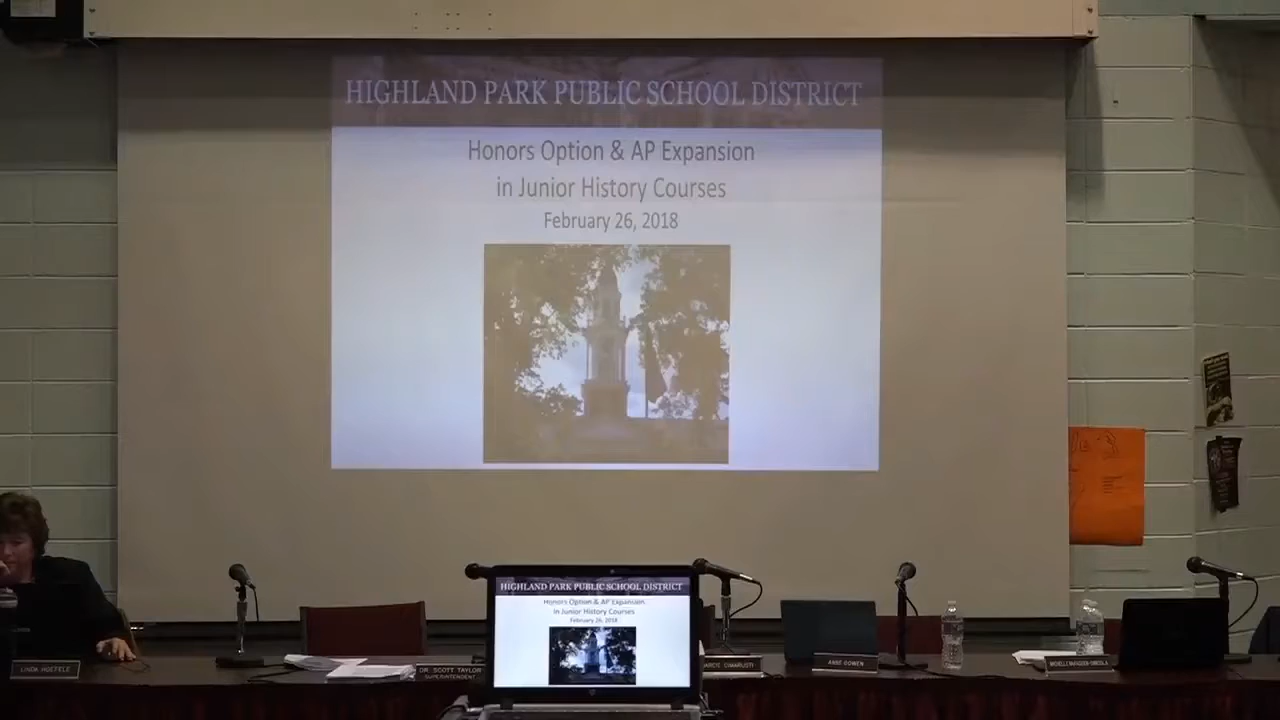 HIGHLAND PARK PUBLIC SCHOOL DISTRICT
Honors Option & AP Expansion
in Junior History Courses
February 26, 2018
HIGHLAND PARK PUBLIC SCHOOL DISTRICT
Honors Option & AP Expansion
in Junior History Courses
February 26, 2018
LINDA HOEFELE
DR. SCOTT TAYLOR
SUPERINTENDENT
ANNE GOWEN